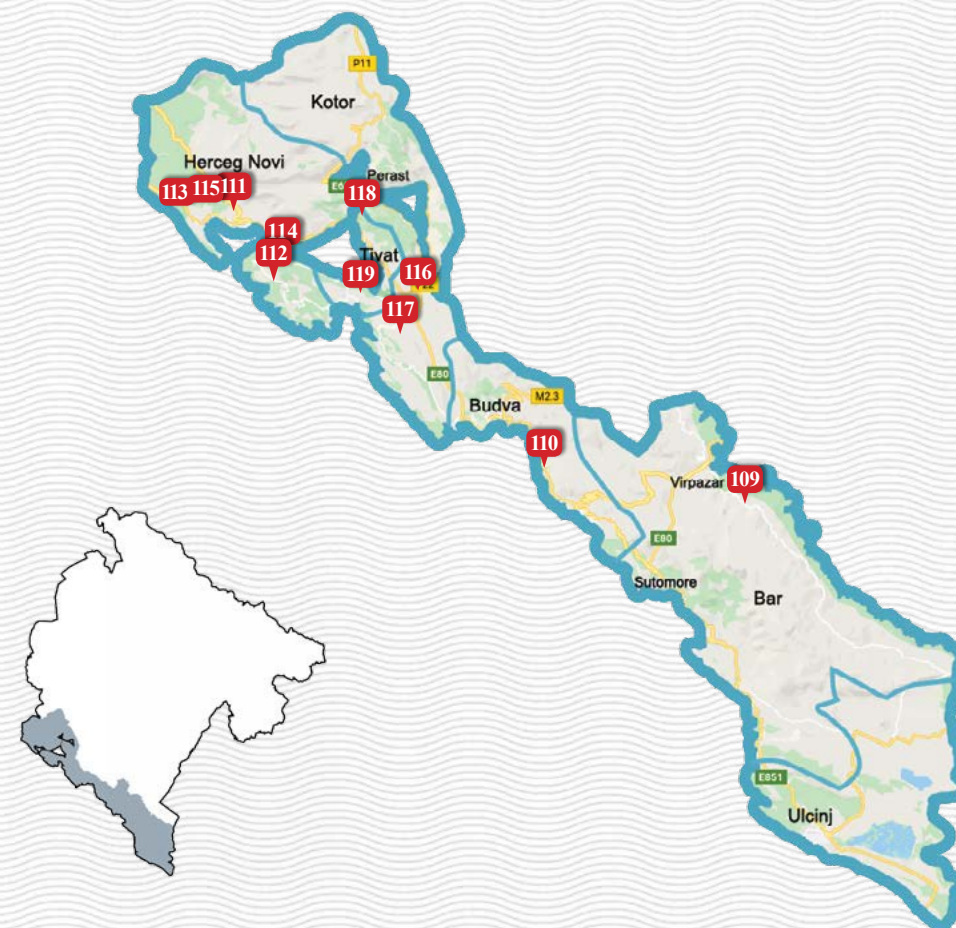 P11
Kotor
Herceg Novi
Perast
113 115 111
118
114
112
Tivat
119
116
117
E80
Budva
M2.3
110
Virpazar
109
E80
Sutomore
Bar
E851
Ulcinj